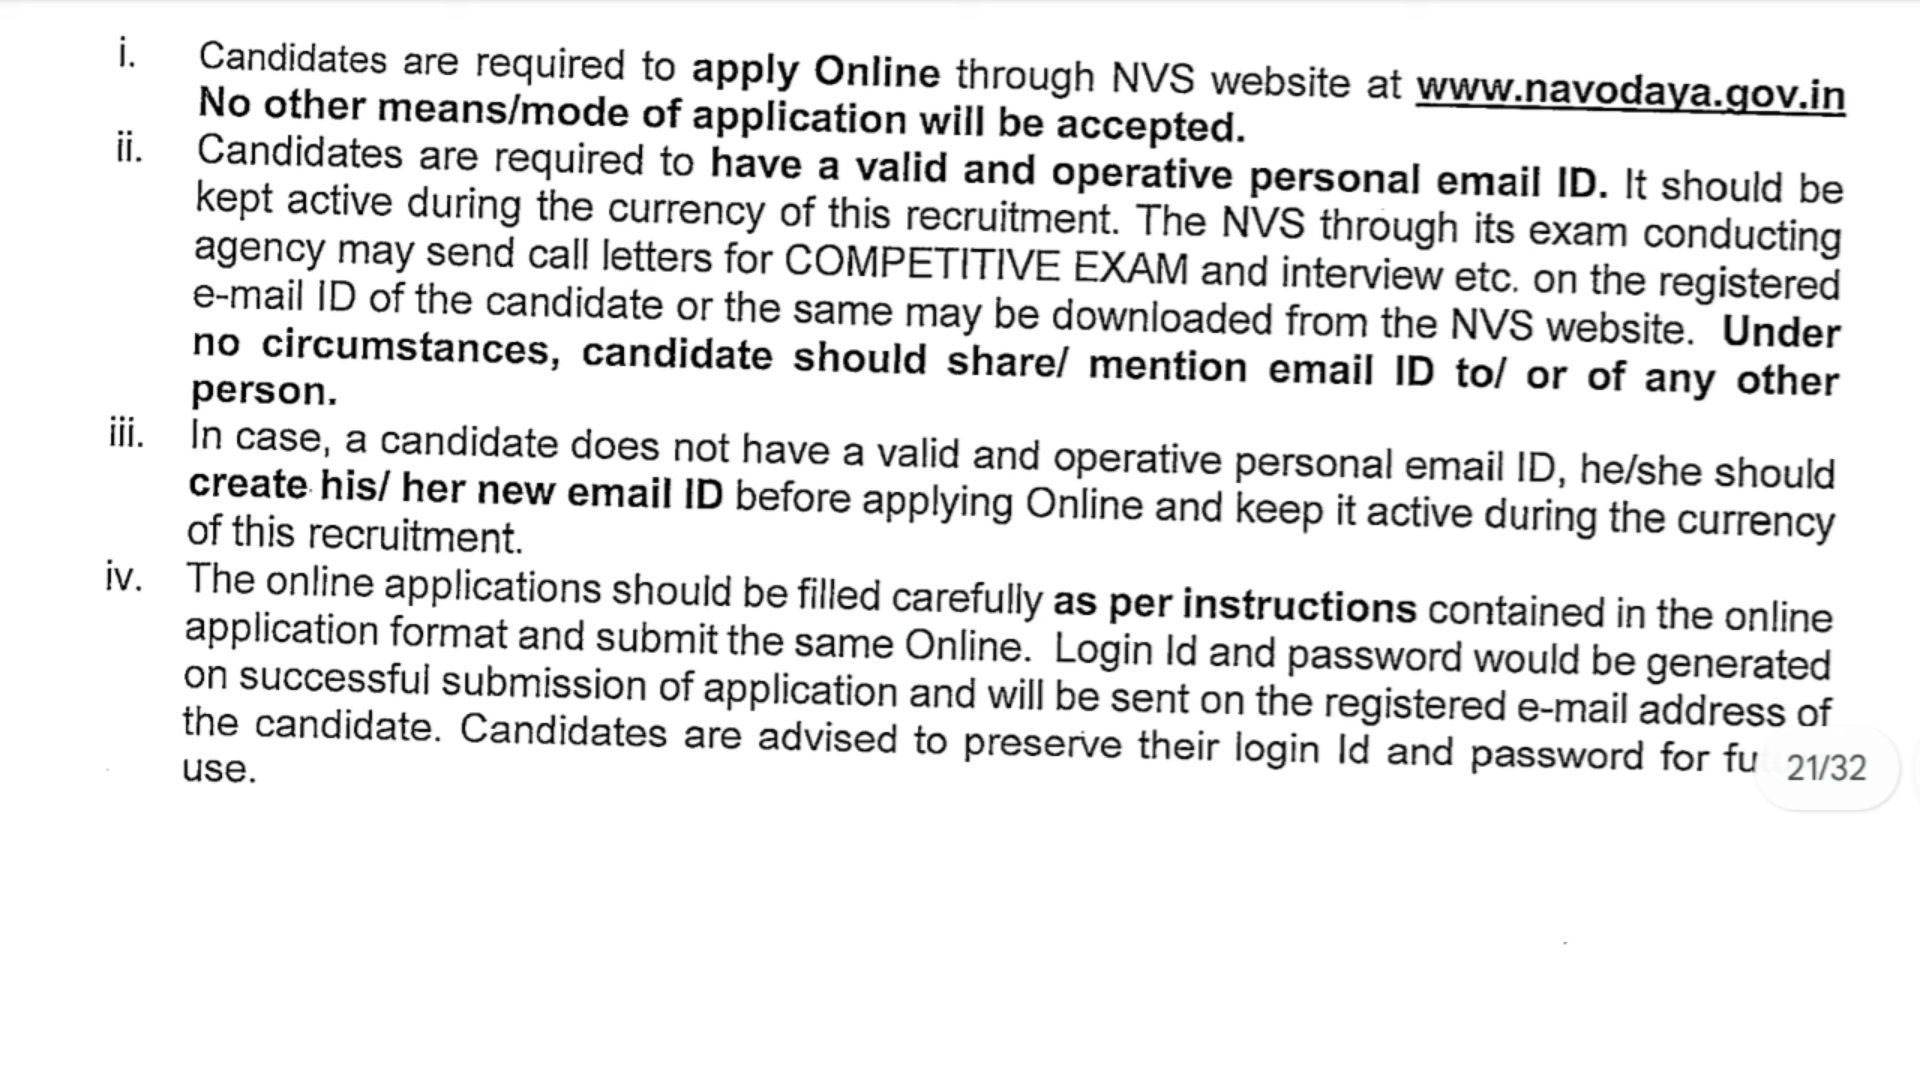 i. Candidates are required to apply Online through NVS website at www.navodaya.gov.in
No other means/mode of application will be accepted.
ii. Candidates are required to have a valid and operative personal email ID. It should be
kept active during the currency of this recruitment. The NVS through its exam conducting
agency may send call letters for COMPETITIVE EXAM and interview etc. on the registered
e-mail ID of the candidate or the same may be downloaded from the NVS website. Under
no circumstances, candidate should share/ mention email ID to/ or of any other
person.
iii. In case, a candidate does not have a valid and operative personal email ID, he/she should
create his/ her new email ID before applying Online and keep it active during the currency
of this recruitment.
iv. The online applications should be filled carefully as per instructions contained in the online
application format and submit the same Online. Login Id and password would be generated
on successful submission of application and will be sent on the registered e-mail address of
the candidate. Candidates are advised to preserve their login Id and password for fu
21/32
use.